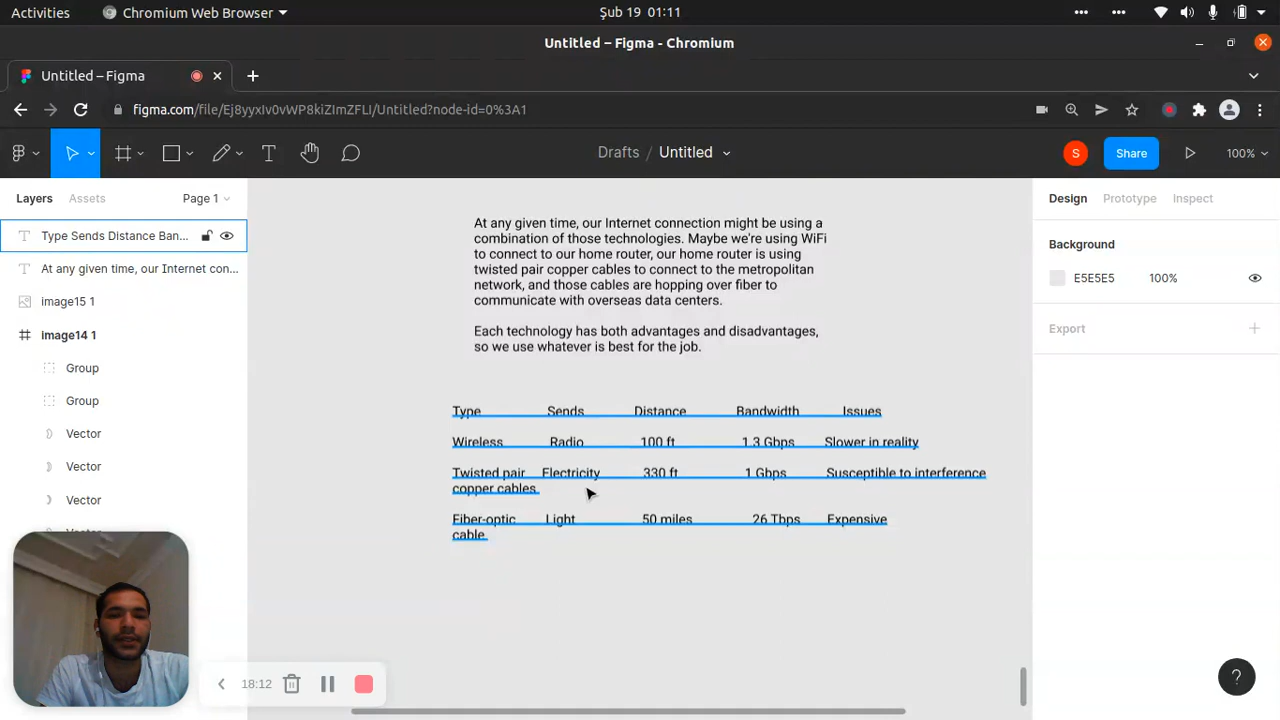 Activities Chromium Web Browser Şub 19 01:11
Untitled – Figma - Chromium
Untitled – Figma
figma.com/file/Ej8yyxIv0vWP8kiZImZFLI/Untitled?node-id=0%3A1
Drafts / Untitled S Share 100%
Layers Assets Page 1
Type Sends Distance Ban...
At any given time, our Internet con...
image15 1
image14 1
Group
Group
Vector
Vector
Vector
At any given time, our Internet connection might be using a
combination of those technologies. Maybe we're using WiFi
to connect to our home router, our home router is using
twisted pair copper cables to connect to the metropolitan
network, and those cables are hopping over fiber to
communicate with overseas data centers.
Each technology has both advantages and disadvantages,
so we use whatever is best for the job.
Type Sends Distance Bandwidth Issues
Wireless Radio 100 ft 1.3 Gbps Slower in reality
Twisted pair Electricity 330 ft 1 Gbps Susceptible to interference
copper cables
Fiber-optic Light 50 miles 26 Tbps Expensive
cable
Design Prototype Inspect
Background
E5E5E5 100%
Export
18:12
?